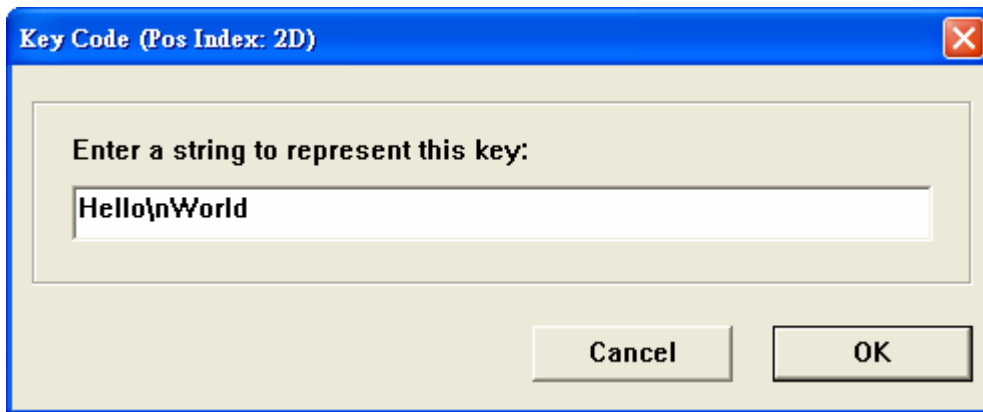 Key Code (Pos Index: 2D)
Enter a string to represent this key:
Hello\nWorld
Cancel OK